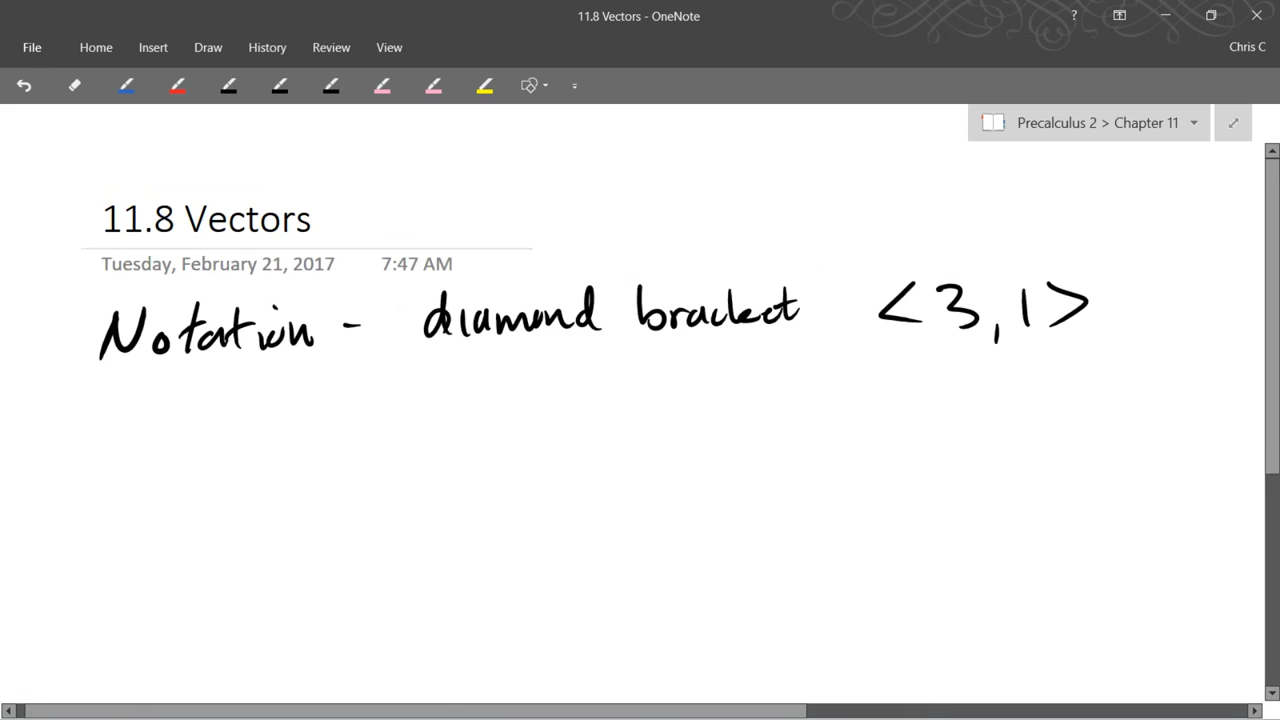 11.8 Vectors - OneNote
?
File Home Insert Draw History Review View
Chris C
Precalculus 2 > Chapter 11
11.8 Vectors
Tuesday, February 21, 2017 7:47 AM
Notation - diamond bracket <3,1>